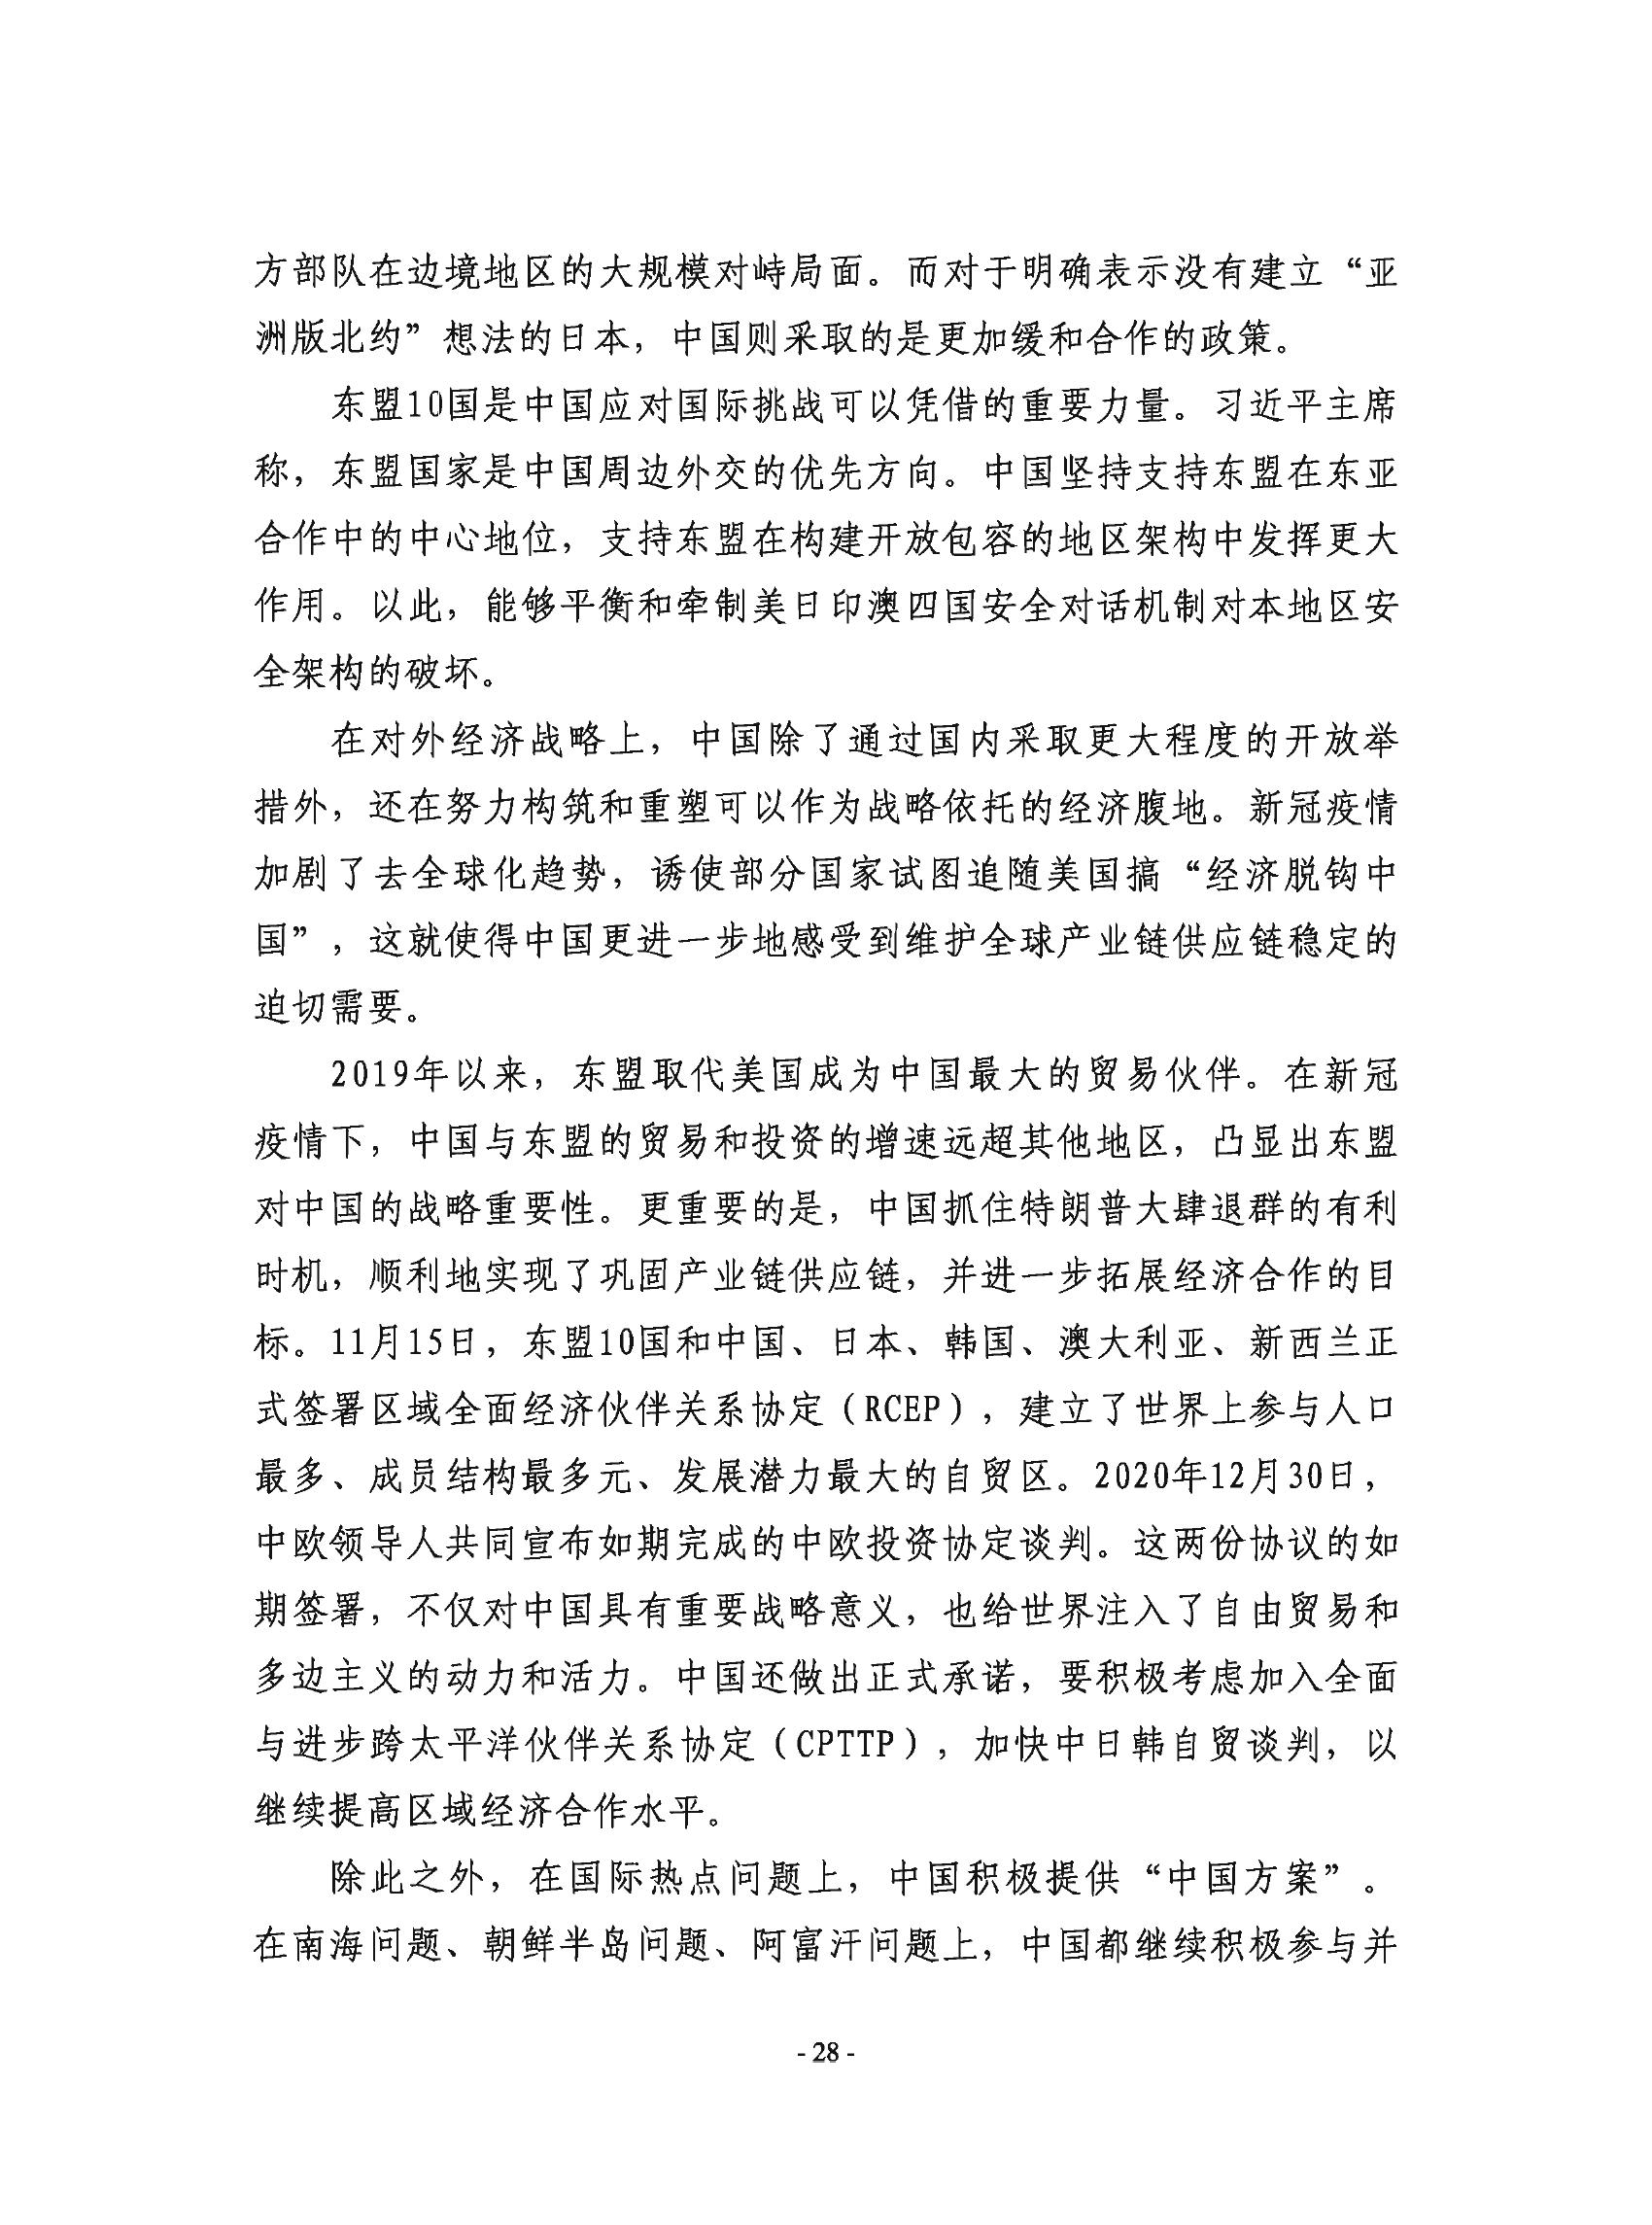 方部队在边境地区的大规模对峙局面。而对于明确表示没有建立“亚
洲版北约”想法的日本，中国则采取的是更加缓和合作的政策。
东盟10国是中国应对国际挑战可以凭借的重要力量。习近平主席
称，东盟国家是中国周边外交的优先方向。中国坚持支持东盟在东亚
合作中的中心地位，支持东盟在构建开放包容的地区架构中发挥更大
作用。以此，能够平衡和牵制美日印澳四国安全对话机制对本地区安
全架构的破坏。
在对外经济战略上，中国除了通过国内采取更大程度的开放举
措外，还在努力构筑和重塑可以作为战略依托的经济腹地。新冠疫情
加剧了去全球化趋势，诱使部分国家试图追随美国搞“经济脱钩中
国”，这就使得中国更进一步地感受到维护全球产业链供应链稳定的
迫切需要。
2019年以来，东盟取代美国成为中国最大的贸易伙伴。在新冠
疫情下，中国与东盟的贸易和投资的增速远超其他地区，凸显出东盟
对中国的战略重要性。更重要的是，中国抓住特朗普大肆退群的有利
时机，顺利地实现了巩固产业链供应链，并进一步拓展经济合作的目
标。11月15日，东盟10国和中国、日本、韩国、澳大利亚、新西兰正
式签署区域全面经济伙伴关系协定（RCEP），建立了世界上参与人口
最多、成员结构最多元、发展潜力最大的自贸区。2020年12月30日，
中欧领导人共同宣布如期完成的中欧投资协定谈判。这两份协议的如
期签署，不仅对中国具有重要战略意义，也给世界注入了自由贸易和
多边主义的动力和活力。中国还做出正式承诺，要积极考虑加入全面
与进步跨太平洋伙伴关系协定（CPTTP），加快中日韩自贸谈判，以
继续提高区域经济合作水平。
除此之外，在国际热点问题上，中国积极提供“中国方案”。
在南海问题、朝鲜半岛问题、阿富汗问题上，中国都继续积极参与并
- 28 -